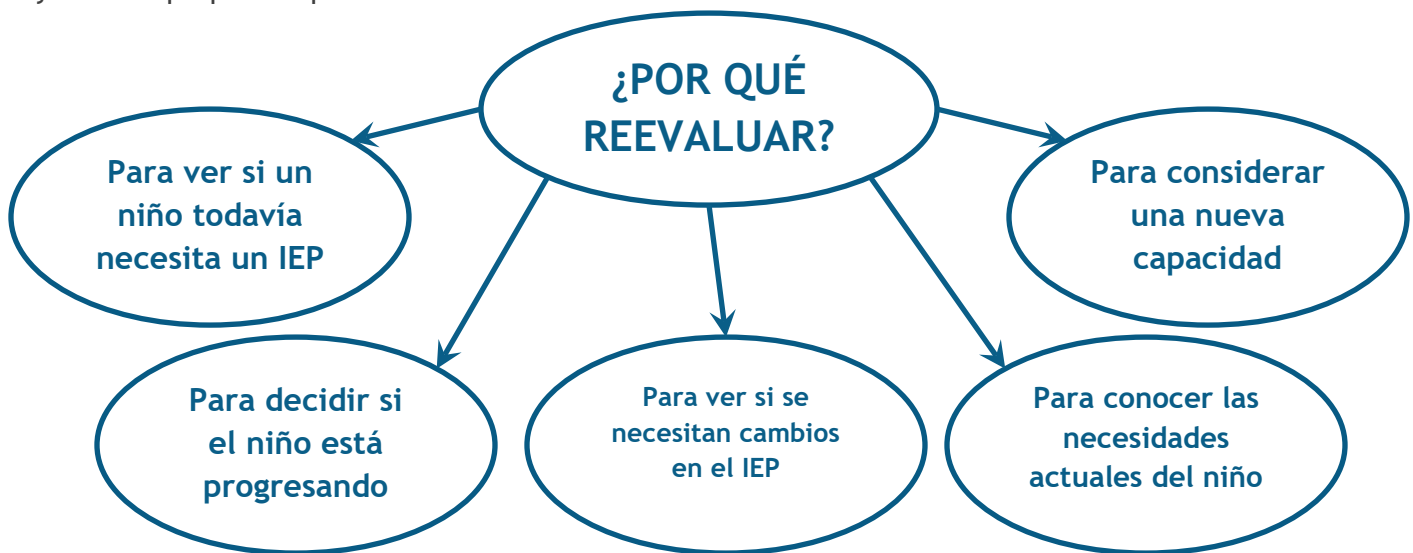 ¿POR QUÉ
REEVALUAR?
Para ver si un
niño todavía
necesita un IEP
Para decidir si
el niño está
progresando
Para ver si se
necesitan cambios
en el IEP
Para conocer las
necesidades
actuales del niño
Para considerar
una nueva
capacidad